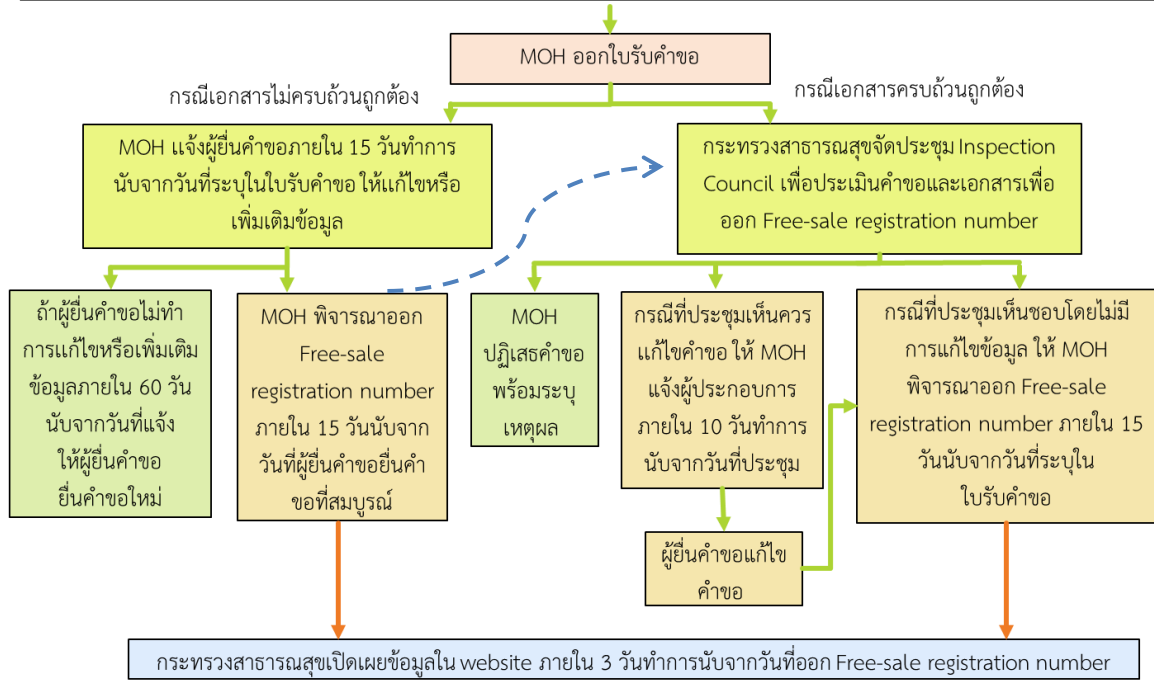 MOH ออกใบรับคำขอ
กรณีเอกสารไม่ครบถ้วนถูกต้อง
กรณีเอกสารครบถ้วนถูกต้อง
MOH แจ้งผู้ยื่นคำขอภายใน 15 วันทำการ
นับจากวันที่ระบุในใบรับคำขอ ให้แก้ไขหรือ
เพิ่มเติมข้อมูล
กระทรวงสาธารณสุขจัดประชุม Inspection
Council เพื่อประเมินคำขอและเอกสารเพื่อ
ออก Free-sale registration number
ถ้าผู้ยื่นคำขอไม่ทำ
การแก้ไขหรือเพิ่มเติม
ข้อมูลภายใน 60 วัน
นับจากวันที่แจ้ง
ให้ผู้ยื่นคำขอ
ยื่นคำขอใหม่
MOH พิจารณาออก
Free-sale
registration number
ภายใน 15 วันนับจาก
วันที่ผู้ยื่นคำขอยื่นคำ
ขอที่สมบูรณ์
MOH
ปฏิเสธคำขอ
พร้อมระบุ
เหตุผล
กรณีที่ประชุมเห็นควร
แก้ไขคำขอ ให้ MOH
แจ้งผู้ประกอบการ
ภายใน 10 วันทำการ
นับจากวันที่ประชุม
กรณีที่ประชุมเห็นชอบโดยไม่มี
การแก้ไขข้อมูล ให้ MOH
พิจารณาออก Free-sale
registration number ภายใน 15
วันนับจากวันที่ระบุใน
ใบรับคำขอ
ผู้ยื่นคำขอแก้ไข
คำขอ
กระทรวงสาธารณสุขเปิดเผยข้อมูลใน website ภายใน 3 วันทำการนับจากวันที่ออก Free-sale registration number